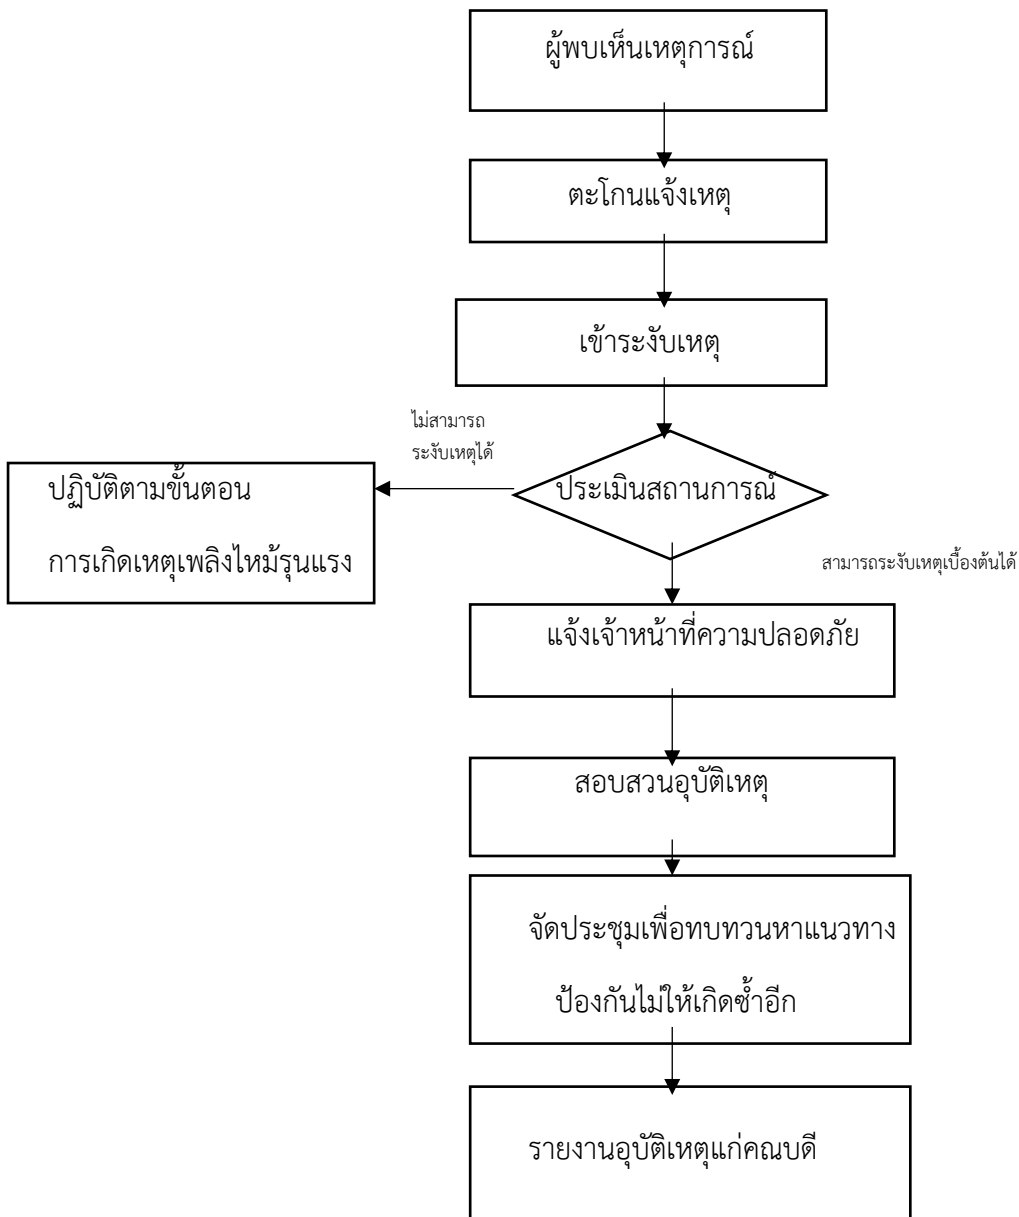 ผู้พบเห็นเหตุการณ์
ตะโกนแจ้งเหตุ
เข้าระงับเหตุ
ไม่สามารถ
ระงับเหตุได้
ประเมินสถานการณ์
ปฏิบัติตามขั้นตอน
การเกิดเหตุเพลิงไหม้รุนแรง
สามารถระงับเหตุเบื้องต้นได้
แจ้งเจ้าหน้าที่ความปลอดภัย
สอบสวนอุบัติเหตุ
จัดประชุมเพื่อทบทวนหาแนวทาง
ป้องกันไม่ให้เกิดซ้ำอีก
รายงานอุบัติเหตุแก่คณบดี